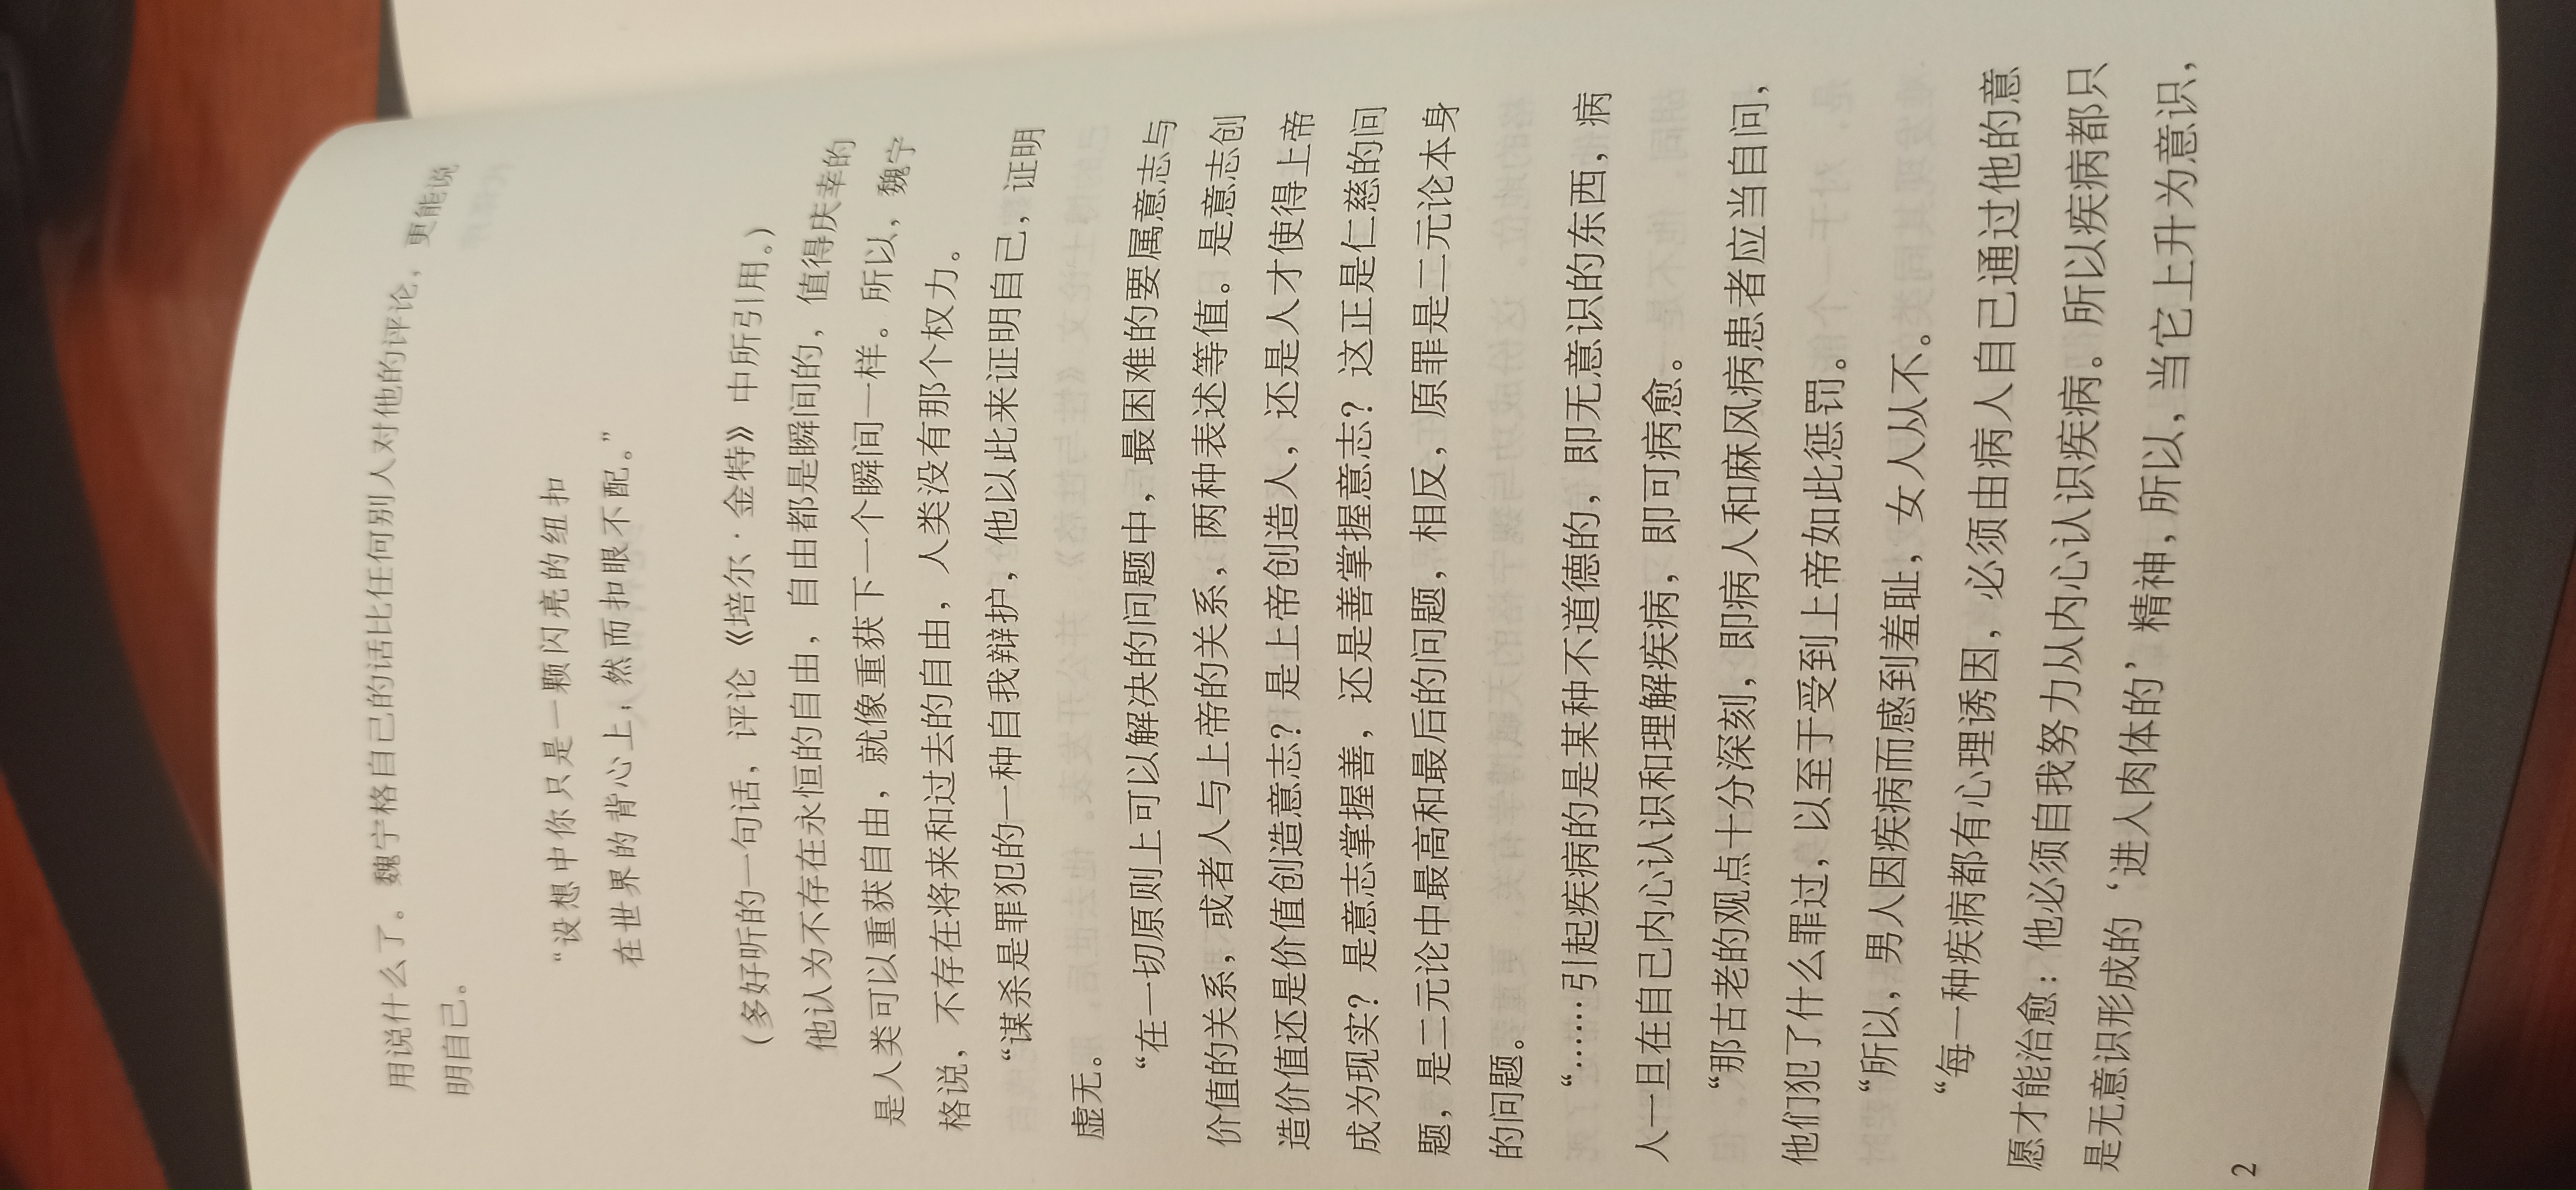 用说什么了。魏宁格自己的话比任何别人对他的评论，更能说
明自己。
“设想中你只是一颗闪亮的纽扣
在世界的背心上，然而扣眼不配。”
（多好听的一句话，评论《培尔·金特》中所引用。）
他认为不存在永恒的自由，自由都是瞬间的，值得庆幸的
是人类可以重获自由，就像重获下一个瞬间一样。所以，魏宁
格说，不存在将来和过去的自由，人类没有那个权力。
“谋杀是罪犯的一种自我辩护，他以此来证明自己，证明
虚无。
“在一切原则上可以解决的问题中，最困难的要属意志与
价值的关系，或者人与上帝的关系，两种表述等值。是意志创
造价值还是价值创造意志？是上帝创造人，还是人才使得上帝
成为现实？是意志掌握善，还是善掌握意志？这正是仁慈的问
题，是二元论中最高和最后的问题，相反，原罪是二元论本身
的问题。
“……引起疾病的是某种不道德的，即无意识的东西，病
人一旦在自己内心认识和理解疾病，即可病愈。
“那古老的观点十分深刻，即病人和麻风病患者应当自问，
他们犯了什么罪过，以至于受到上帝如此惩罚。
“所以，男人因疾病而感到羞耻，女人从不。
“每一种疾病都有心理诱因，必须由病人自己通过他的意
愿才能治愈：他必须自我努力从内心认识疾病。所以疾病都只
是无意识形成的‘进入肉体的’精神，所以，当它上升为意识，
2